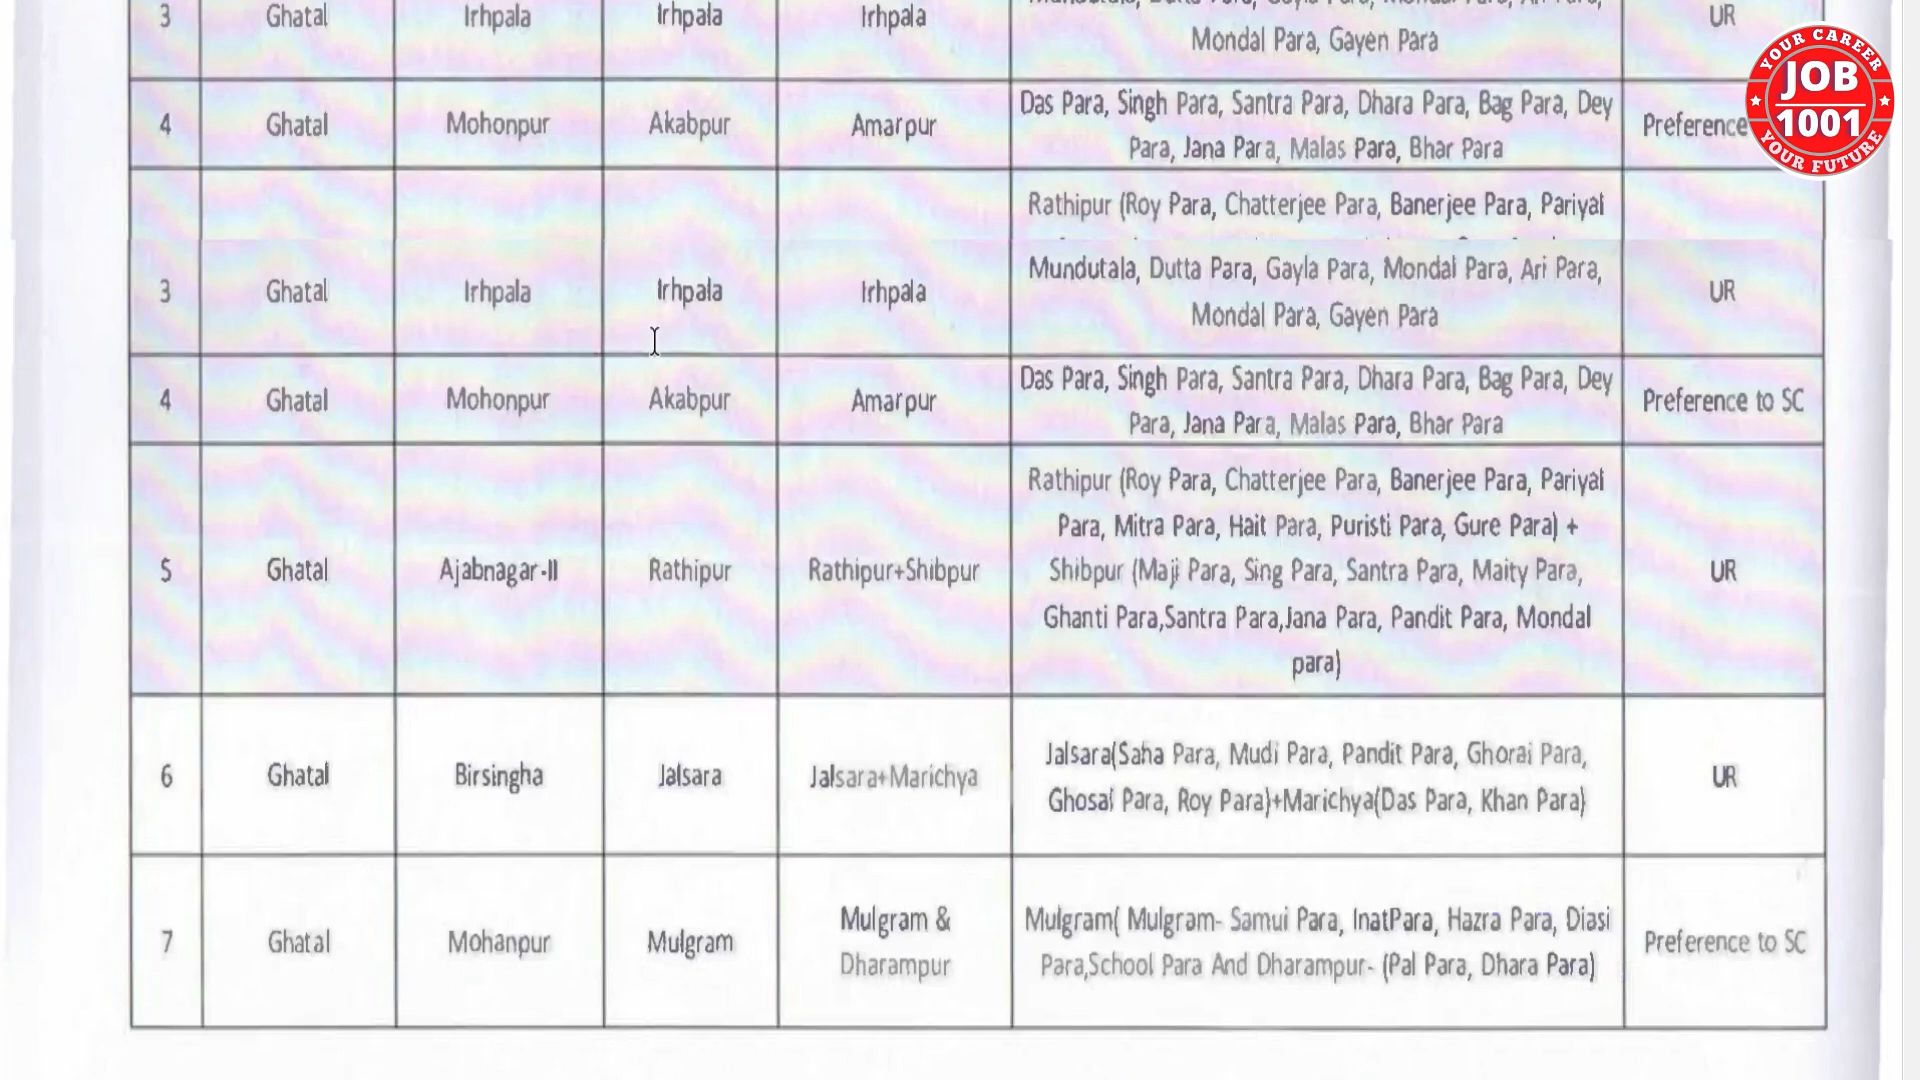 3 Ghatal Irhpala Irhpala Irhpala UR
Mondal Para, Gayen Para
YOUR CAREER
JOB
1001
YOUR FUTURE
Das Para, Singh Para, Santra Para, Dhara Para, Bag Para, Dey
4 Ghatal Mohonpur Akabpur Amarpur Preference
Para, Jana Para, Malas Para, Bhar Para
Rathipur (Roy Para, Chatterjee Para, Banerjee Para, Pariyal
Mundutala, Dutta Para, Gayla Para, Mondal Para, Ari Para,
3 Ghatal Irhpala Irhpala Irhpala UR
Mondal Para, Gayen Para
Das Para, Singh Para, Santra Para, Dhara Para, Bag Para, Dey
4 Ghatal Mohonpur Akabpur Amarpur Preference to SC
Para, Jana Para, Malas Para, Bhar Para
Rathipur (Roy Para, Chatterjee Para, Banerjee Para, Pariyal
Para, Mitra Para, Hait Para, Puristi Para, Gure Para) +
5 Ghatal Ajabnagar-II Rathipur Rathipur+Shibpur Shibpur (Maji Para, Sing Para, Santra Para, Maity Para, UR
Ghanti Para,Santra Para,Jana Para, Pandit Para, Mondal
para)
Jalsara(Saha Para, Mudi Para, Pandit Para, Ghorai Para,
6 Ghatal Birsingha Jalsara Jalsara+Marichya UR
Ghosal Para, Roy Para)+Marichya(Das Para, Khan Para)
Mulgram & Mulgram( Mulgram- Samui Para, InatPara, Hazra Para, Diasi
7 Ghatal Mohanpur Mulgram Preference to SC
Dharampur Para,School Para And Dharampur- (Pal Para, Dhara Para)